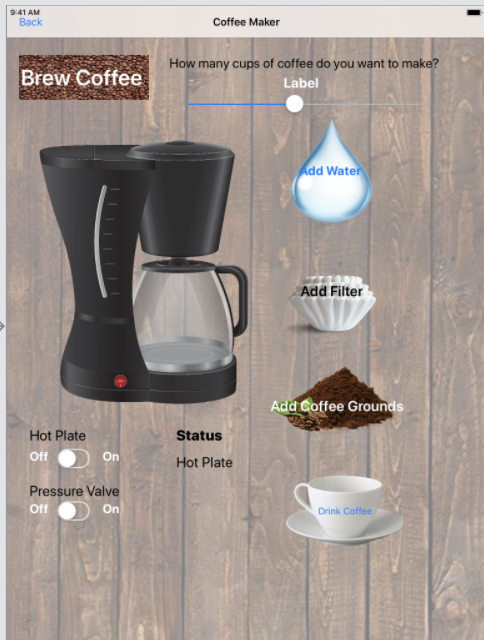 9:41 AM
Back
Coffee Maker
Brew Coffee
How many cups of coffee do you want to make?
Label
Add Water
Add Filter
Add Coffee Grounds
Hot Plate
Off On
Status
Hot Plate
Pressure Valve
Off On
Drink Coffee